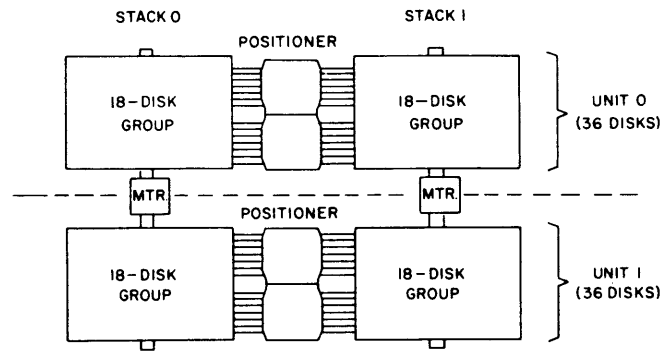 STACK 0
STACK 1
POSITIONER
18-DISK
GROUP
18-DISK
GROUP
UNIT 0
(36 DISKS)
MTR.
MTR.
POSITIONER
18-DISK
GROUP
18-DISK
GROUP
UNIT 1
(36 DISKS)